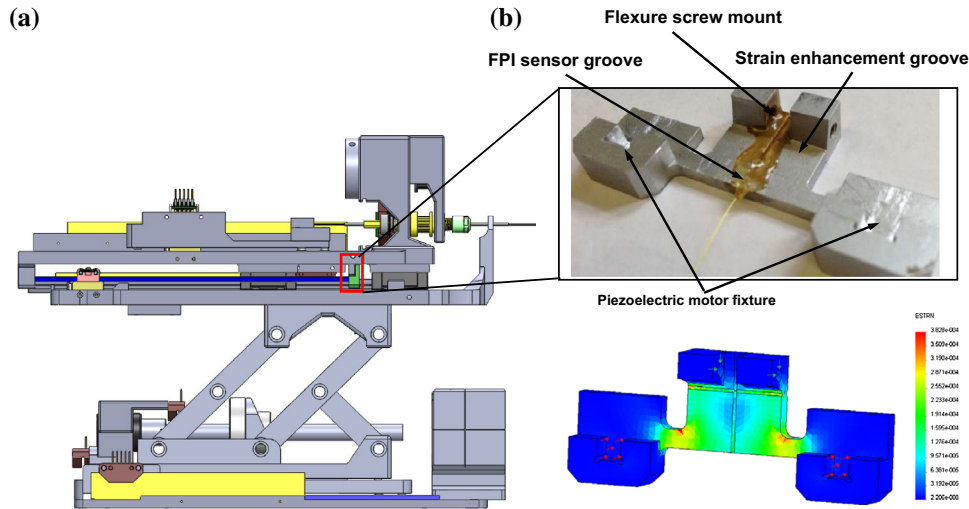 (a)
(b)
Flexure screw mount
FPI sensor groove
Strain enhancement groove
Piezoelectric motor fixture
ESTRN
3.828e-004
3.509e-004
3.190e-004
2.871e-004
2.552e-004
2.233e-004
1.914e-004
1.595e-004
1.276e-004
9.571e-005
6.381e-005
3.192e-005
2.206e-008